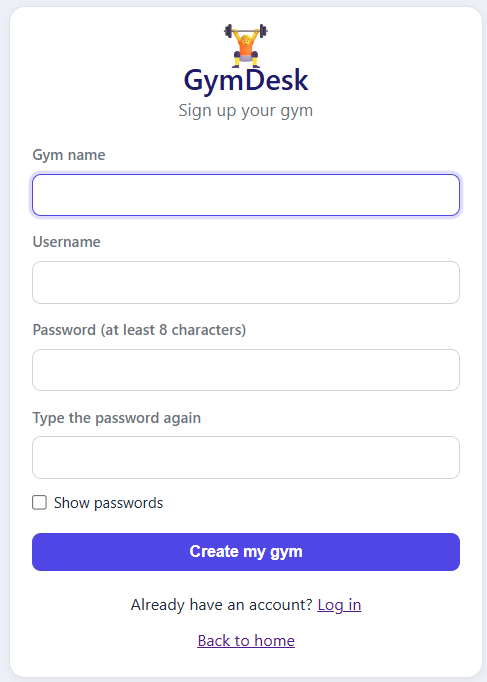 GymDesk
Sign up your gym
Gym name
Username
Password (at least 8 characters)
Type the password again
Show passwords
Create my gym
Already have an account? Log in
Back to home